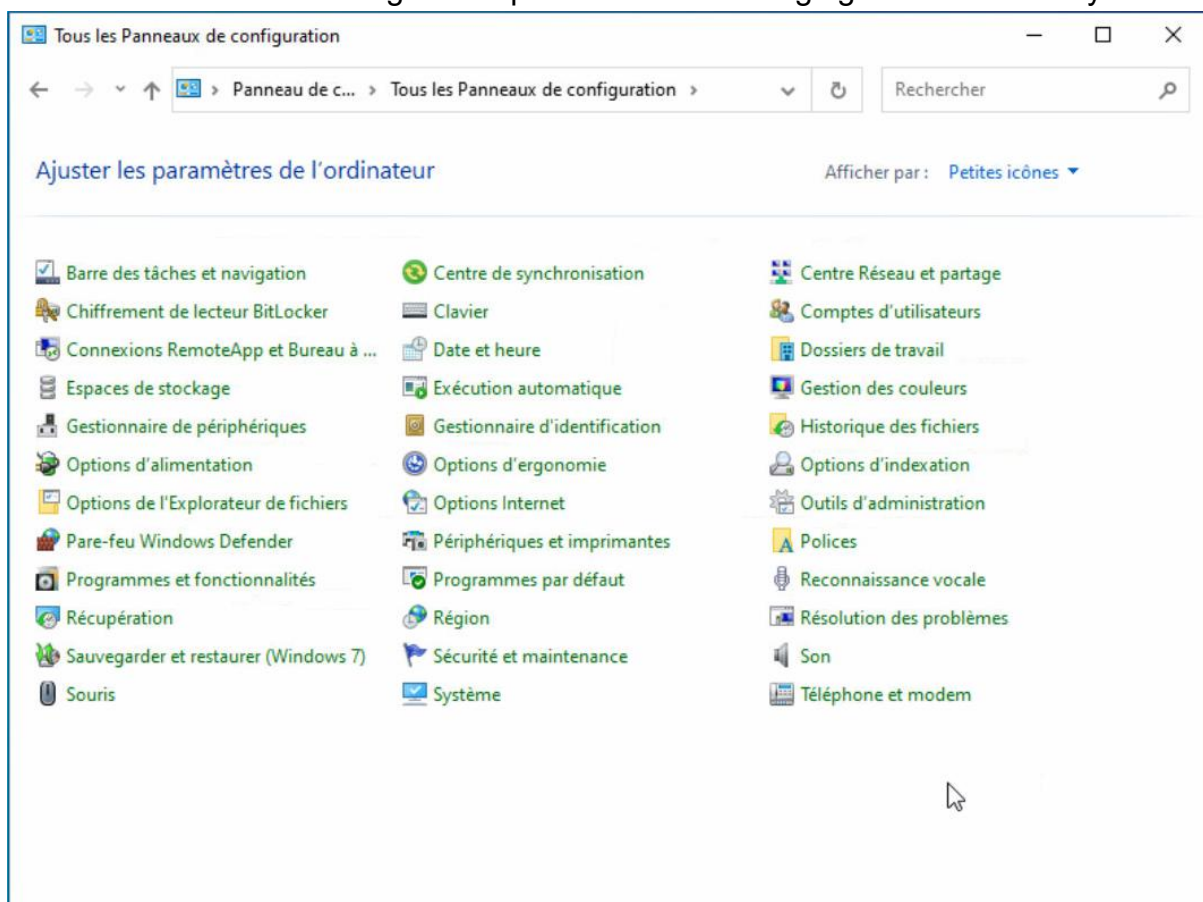 Tous les Panneaux de configuration
Panneau de c... > Tous les Panneaux de configuration >
Rechercher
Ajuster les paramètres de l'ordinateur
Afficher par : Petites icônes
Barre des tâches et navigation
Centre de synchronisation
Centre Réseau et partage
Chiffrement de lecteur BitLocker
Clavier
Comptes d'utilisateurs
Connexions RemoteApp et Bureau à ...
Date et heure
Dossiers de travail
Espaces de stockage
Exécution automatique
Gestion des couleurs
Gestionnaire de périphériques
Gestionnaire d'identification
Historique des fichiers
Options d'alimentation
Options d'ergonomie
Options d'indexation
Options de l'Explorateur de fichiers
Options Internet
Outils d'administration
Pare-feu Windows Defender
Périphériques et imprimantes
Polices
Programmes et fonctionnalités
Programmes par défaut
Reconnaissance vocale
Récupération
Région
Résolution des problèmes
Sauvegarder et restaurer (Windows 7)
Sécurité et maintenance
Son
Souris
Système
Téléphone et modem